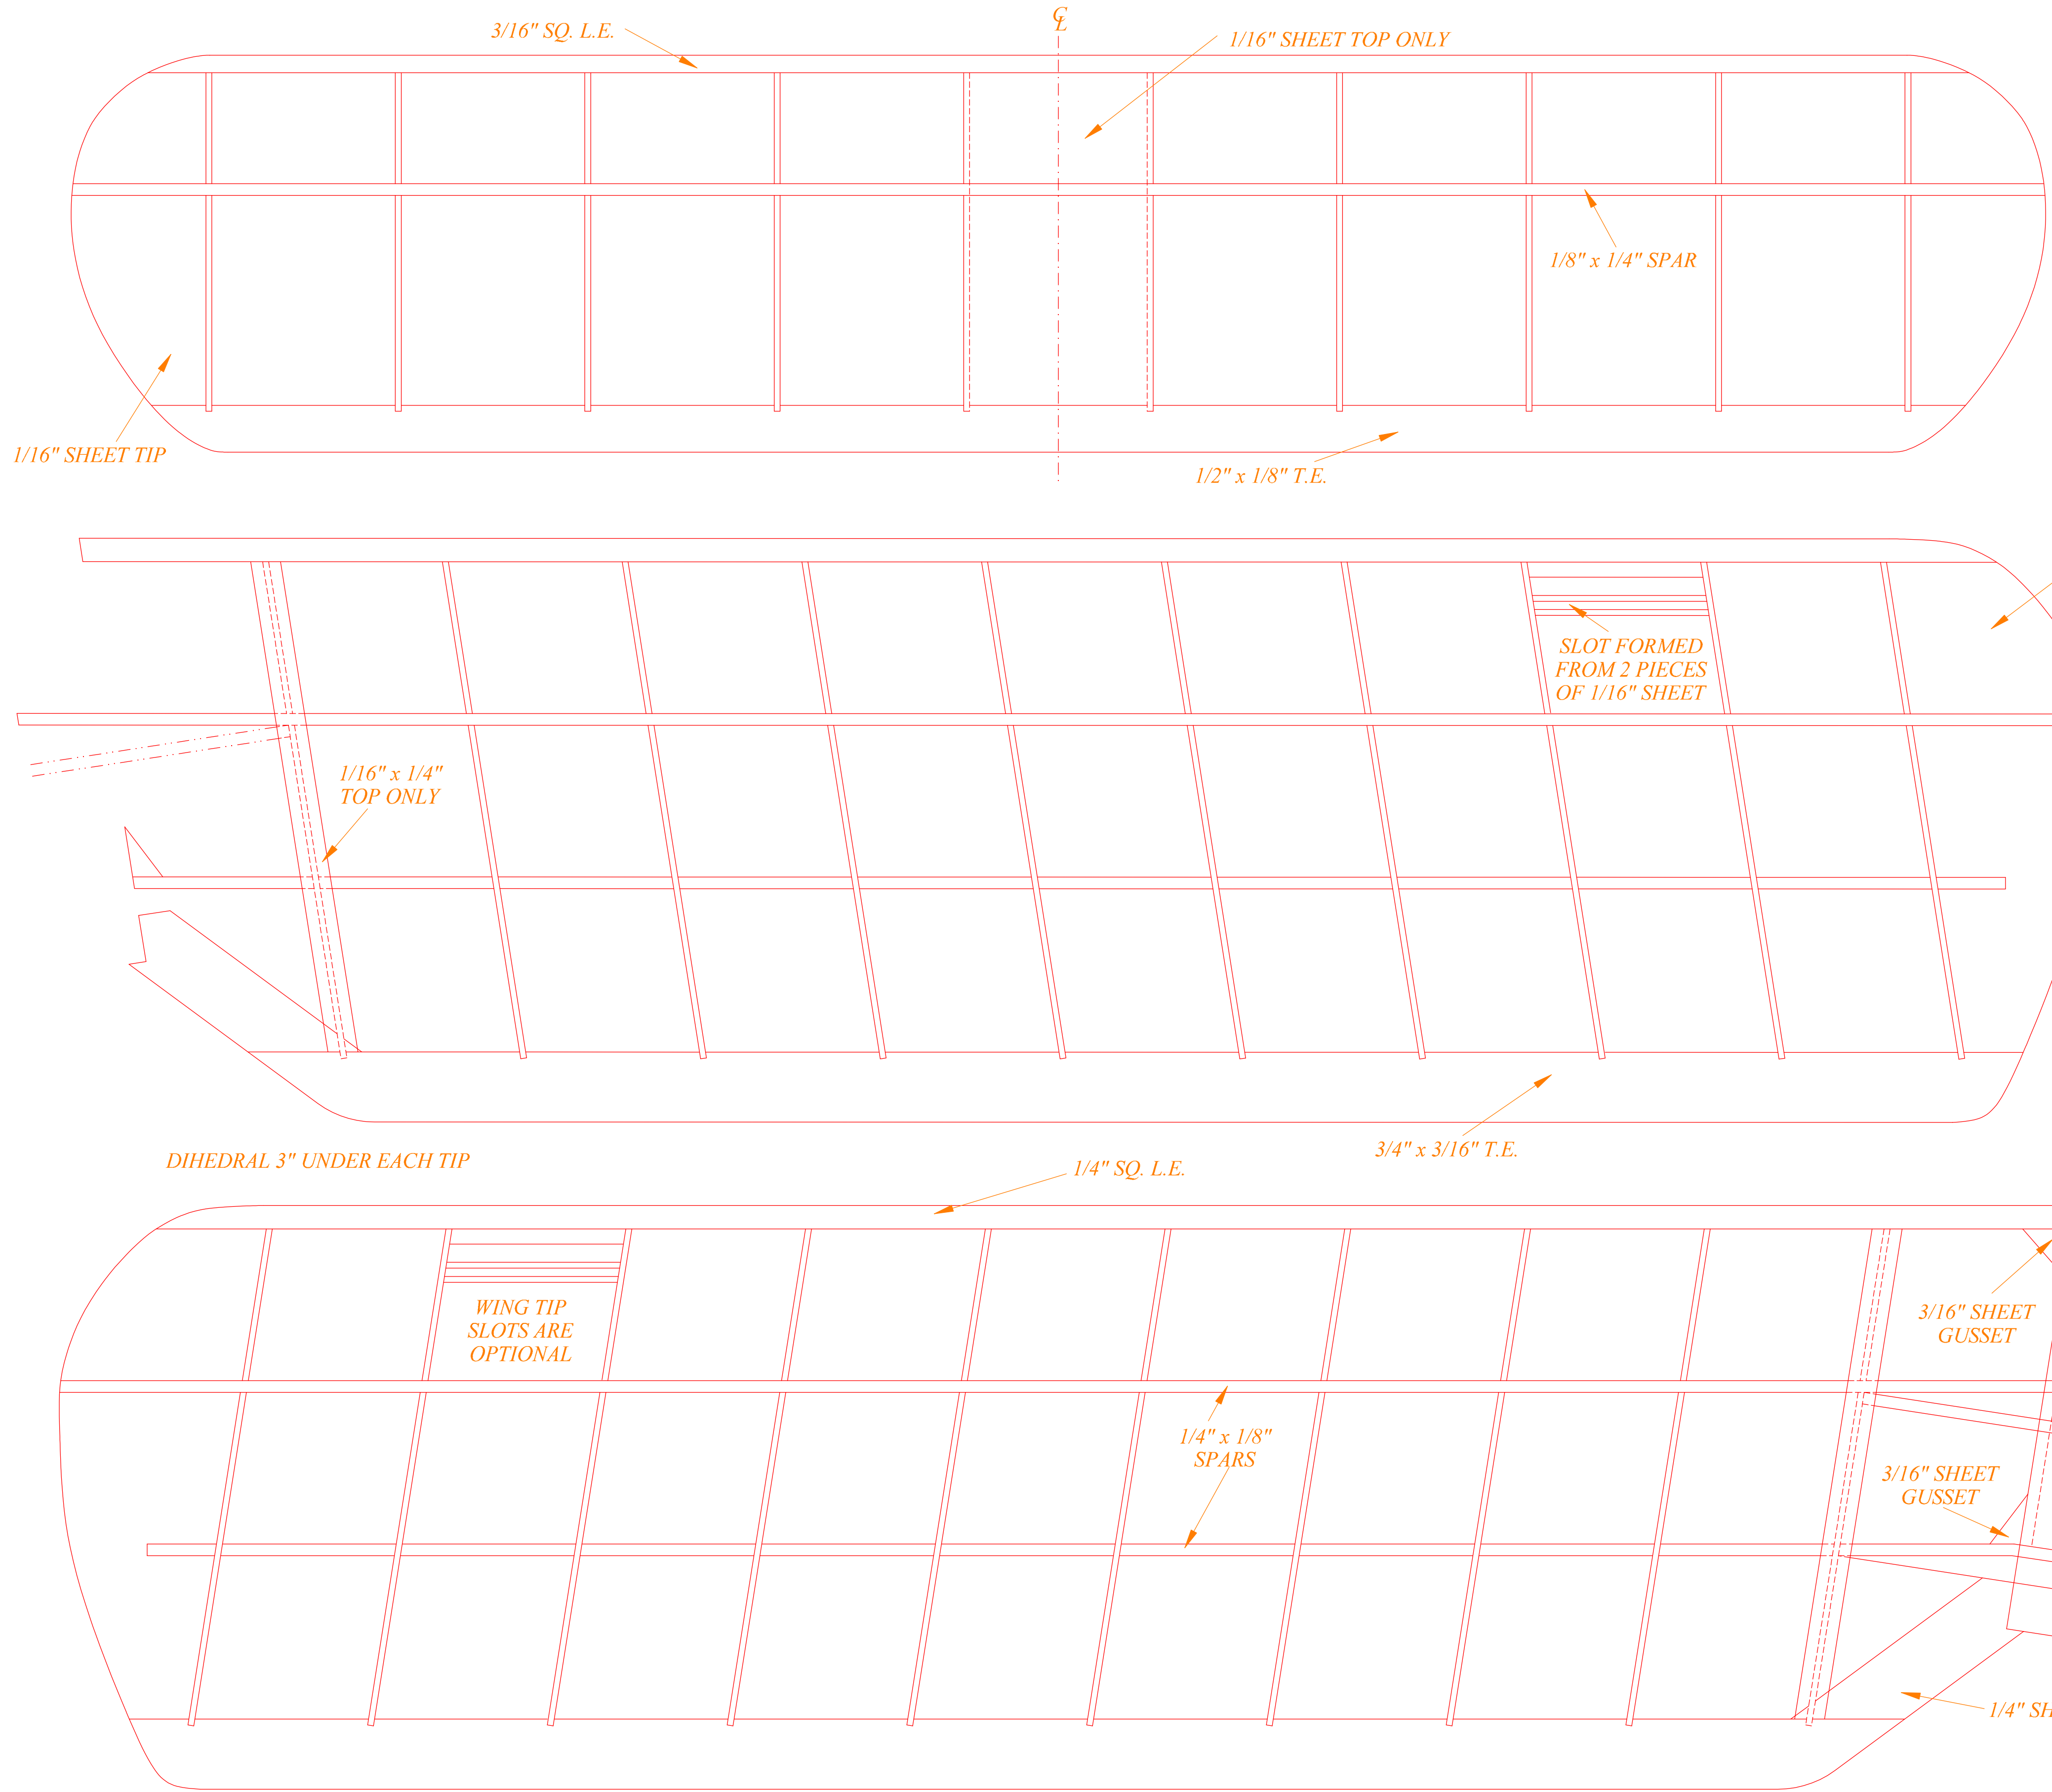 ℄
3/16" SQ. L.E.
1/16" SHEET TOP ONLY
1/8" x 1/4" SPAR
1/16" SHEET TIP
1/2" x 1/8" T.E.
SLOT FORMED
FROM 2 PIECES
OF 1/16" SHEET
1/16" x 1/4"
TOP ONLY
3/4" x 3/16" T.E.
DIHEDRAL 3" UNDER EACH TIP
1/4" SQ. L.E.
WING TIP
SLOTS ARE
OPTIONAL
3/16" SHEET
GUSSET
1/4" x 1/8"
SPARS
3/16" SHEET
GUSSET
1/4" SH